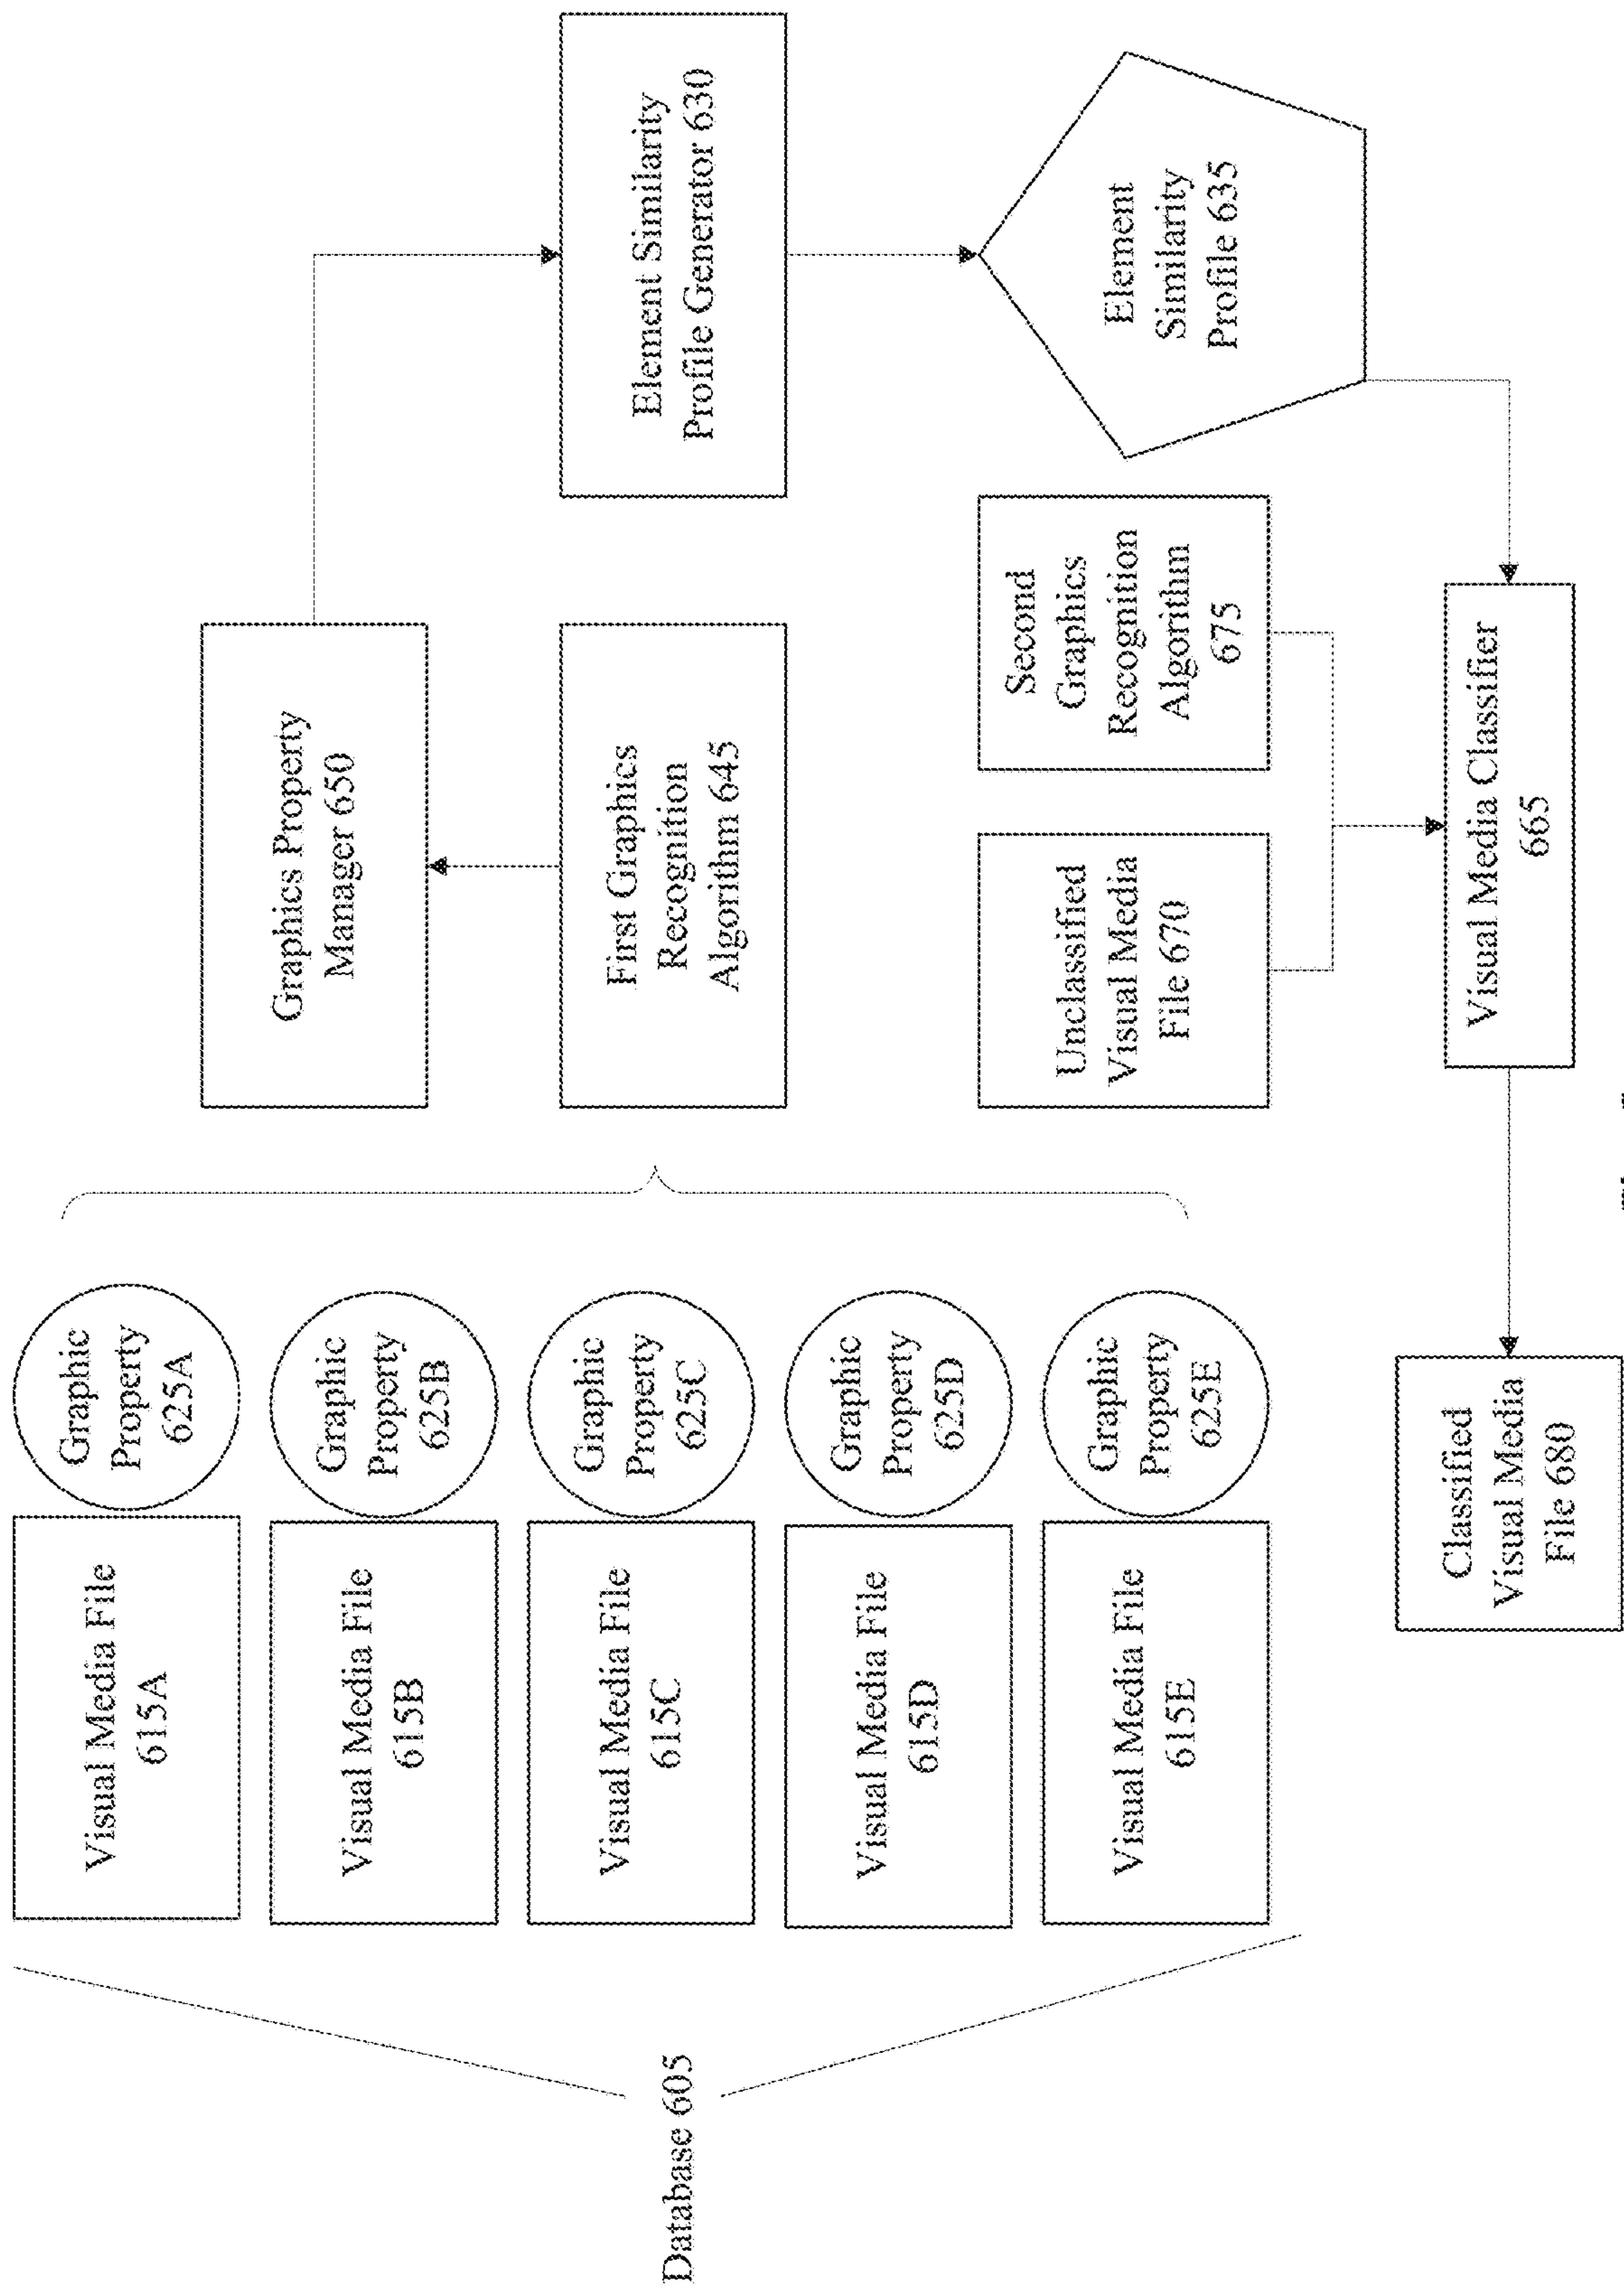 Database 605
Visual Media File
615A
Graphic
Property
625A
Visual Media File
615B
Graphic
Property
625B
Visual Media File
615C
Graphic
Property
625C
Visual Media File
615D
Graphic
Property
625D
Visual Media File
615E
Graphic
Property
625E
Graphics Property
Manager 650
First Graphics
Recognition
Algorithm 645
Element Similarity
Profile Generator 630
Unclassified
Visual Media
File 670
Second
Graphics
Recognition
Algorithm
675
Element
Similarity
Profile 635
Visual Media Classifier
665
Classified
Visual Media
File 680